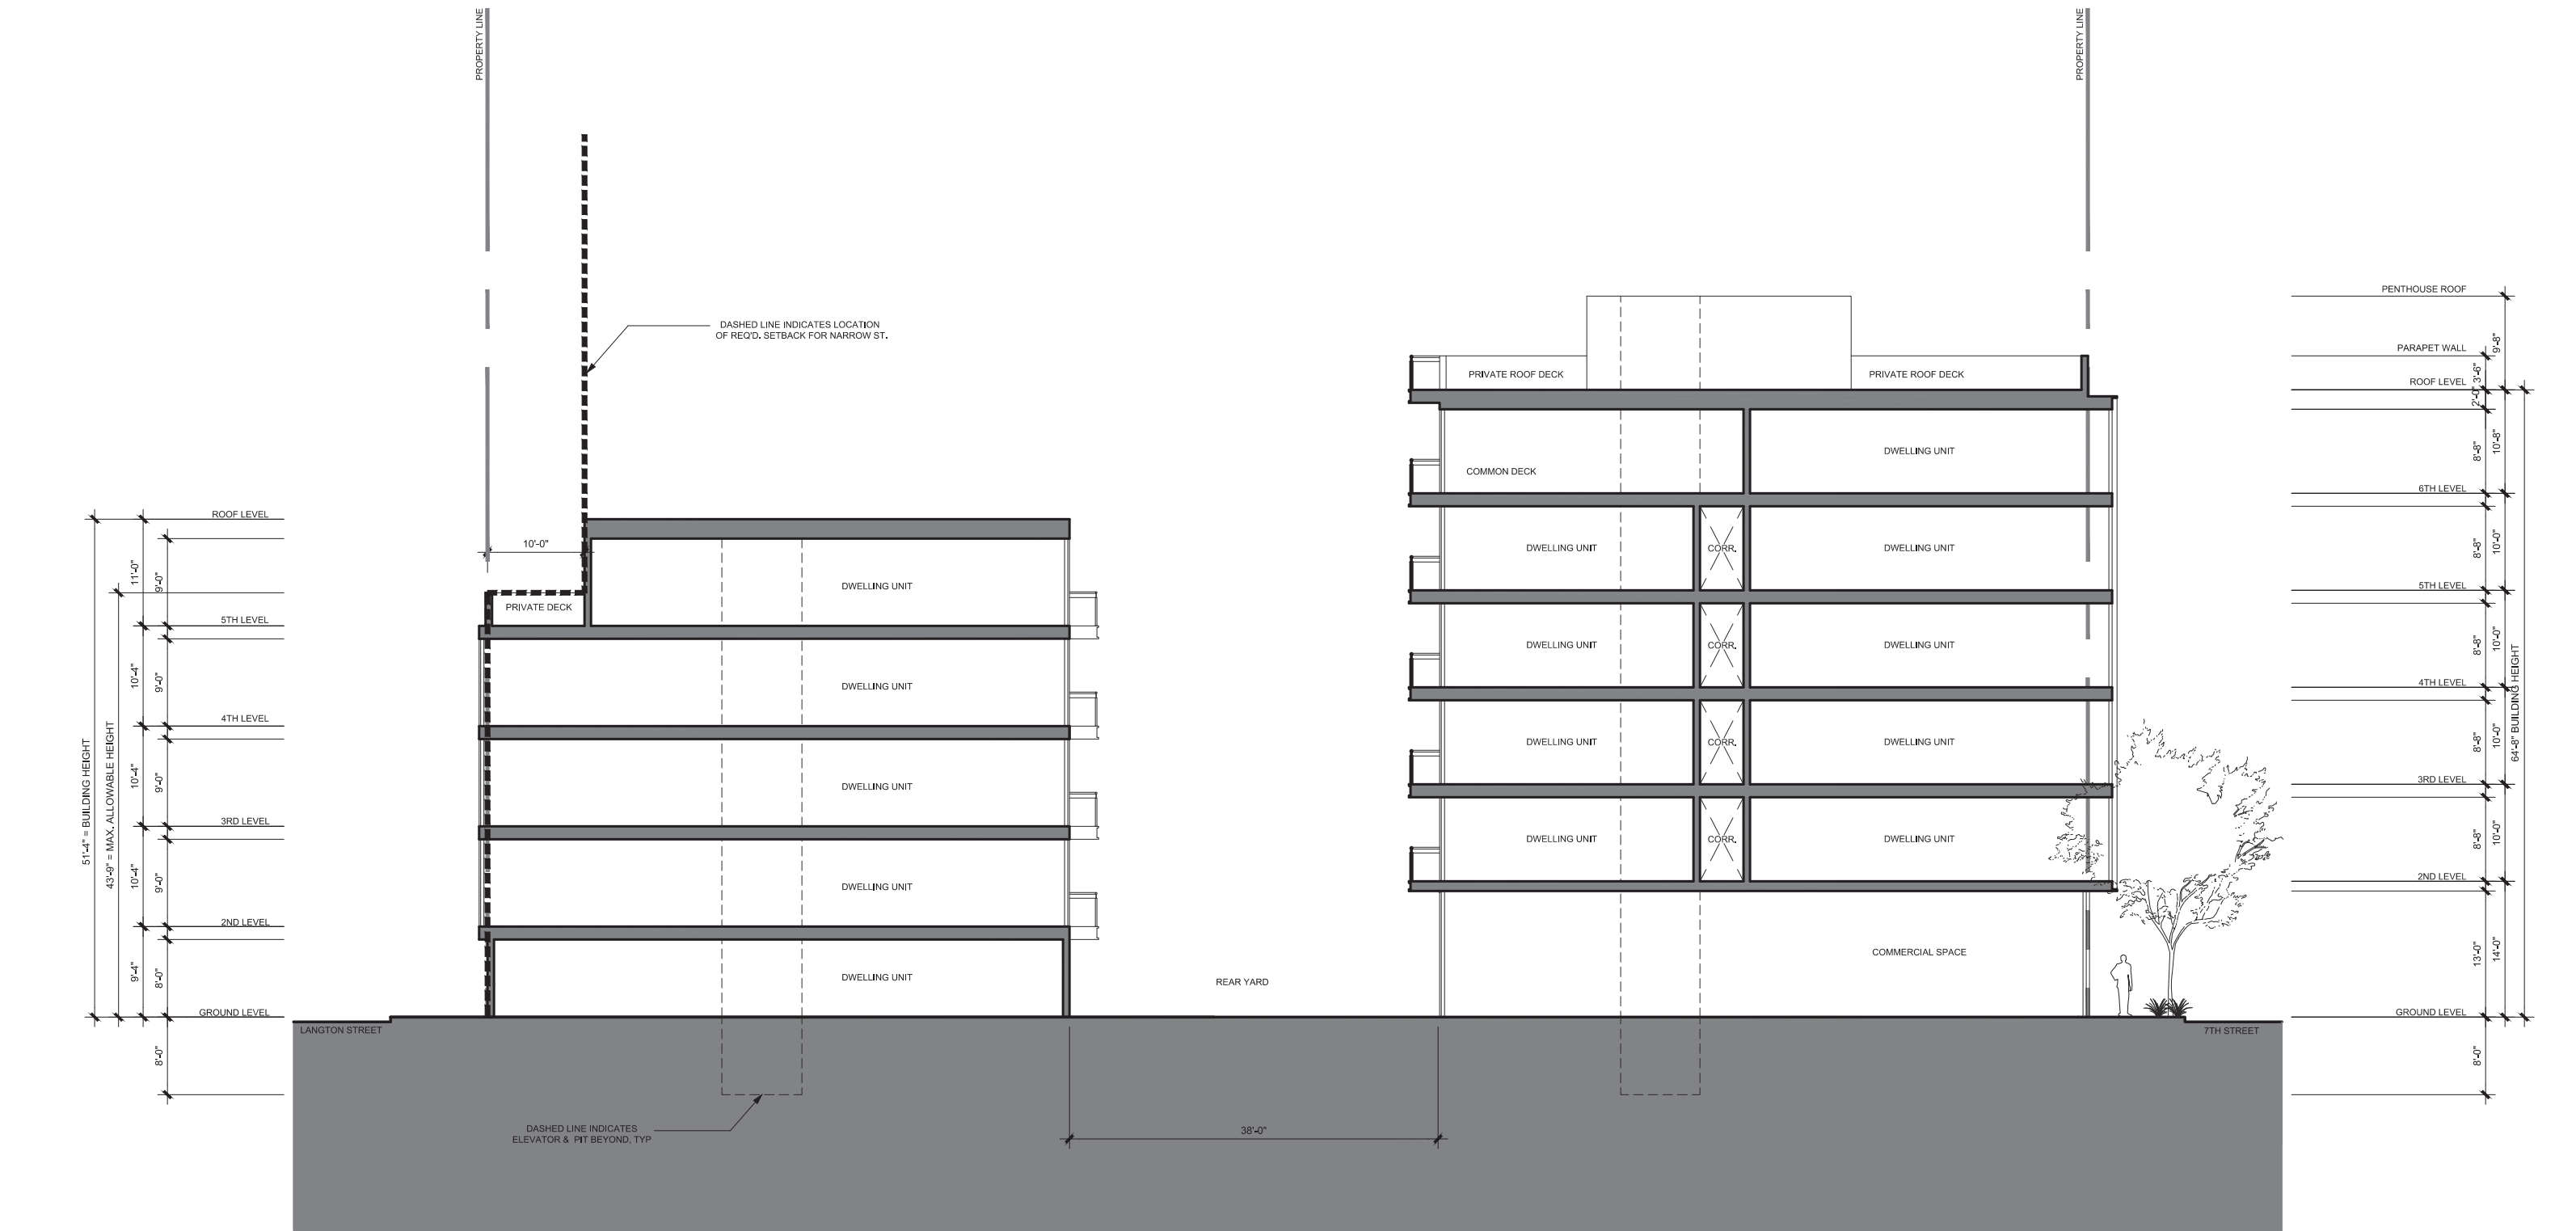 PROPERTY LINE
PROPERTY LINE
DASHED LINE INDICATES LOCATION
OF REQ'D. SETBACK FOR NARROW ST.
10'-0"
PRIVATE DECK
DWELLING UNIT
DWELLING UNIT
DWELLING UNIT
DWELLING UNIT
DWELLING UNIT
ROOF LEVEL
5TH LEVEL
4TH LEVEL
3RD LEVEL
2ND LEVEL
GROUND LEVEL
51'-4" = BUILDING HEIGHT
43'-9" = MAX. ALLOWABLE HEIGHT
11'-0"
10'-4"
10'-4"
10'-4"
9'-4"
9'-0"
9'-0"
9'-0"
9'-0"
8'-0"
8'-0"
LANGTON STREET
DASHED LINE INDICATES
ELEVATOR & PIT BEYOND, TYP
REAR YARD
38'-0"
PRIVATE ROOF DECK
PRIVATE ROOF DECK
COMMON DECK
DWELLING UNIT
DWELLING UNIT
CORR.
DWELLING UNIT
DWELLING UNIT
CORR.
DWELLING UNIT
DWELLING UNIT
CORR.
DWELLING UNIT
DWELLING UNIT
CORR.
DWELLING UNIT
COMMERCIAL SPACE
7TH STREET
PENTHOUSE ROOF
PARAPET WALL
ROOF LEVEL
6TH LEVEL
5TH LEVEL
4TH LEVEL
3RD LEVEL
2ND LEVEL
GROUND LEVEL
3'-6"
2'-0"
8'-8"
8'-8"
8'-8"
8'-8"
8'-8"
13'-0"
8'-0"
9'-8"
10'-8"
10'-0"
10'-0"
10'-0"
10'-0"
14'-0"
64'-8" BUILDING HEIGHT